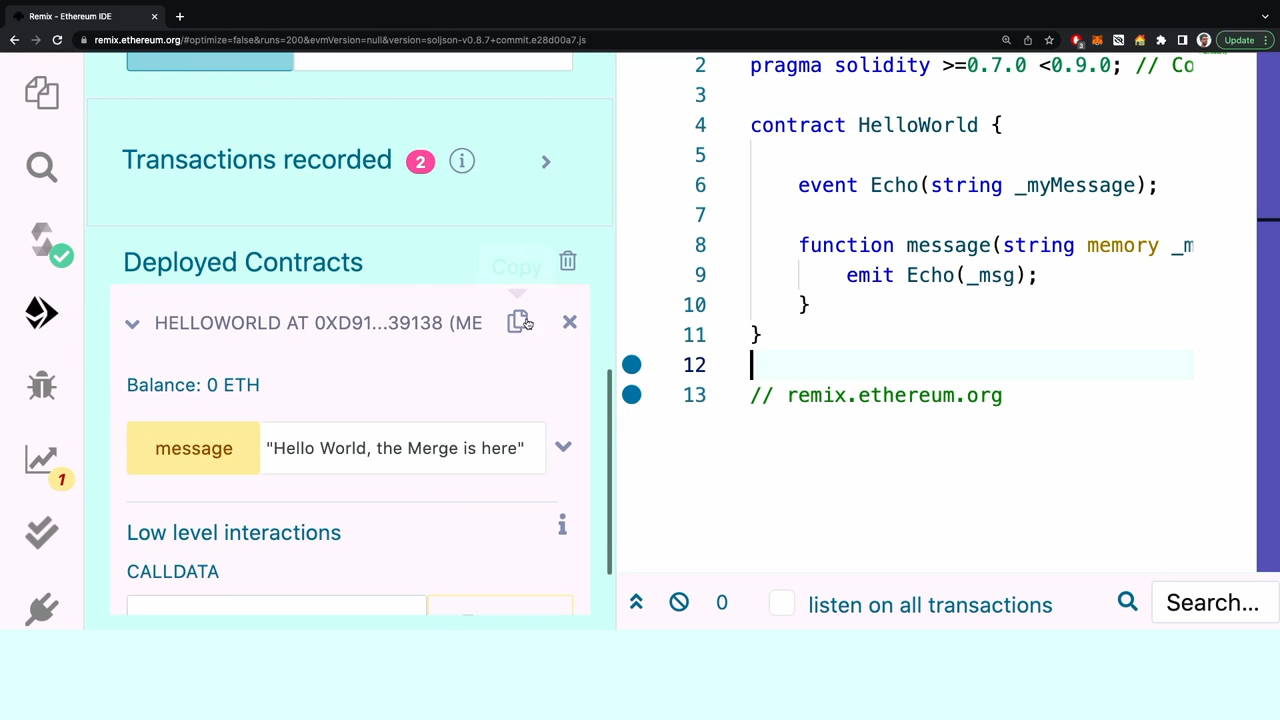 Remix - Ethereum IDE
remix.ethereum.org/#optimize=false&runs=200&evmVersion=null&version=soljson-v0.8.7+commit.e28d00a7.js
3
Update
Transactions recorded 2
Deployed Contracts
Copy
HELLOWORLD AT 0XD91...39138 (ME
Balance: 0 ETH
message "Hello World, the Merge is here"
Low level interactions
CALLDATA
1
2 pragma solidity >=0.7.0 <0.9.0; // Co
3
4 contract HelloWorld {
5
6 event Echo(string _myMessage);
7
8 function message(string memory _m
9 emit Echo(_msg);
10 }
11 }
12
13 // remix.ethereum.org
0 listen on all transactions Search...